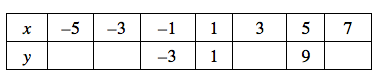 x –5 –3 –1 1 3 5 7
y –3 1 9